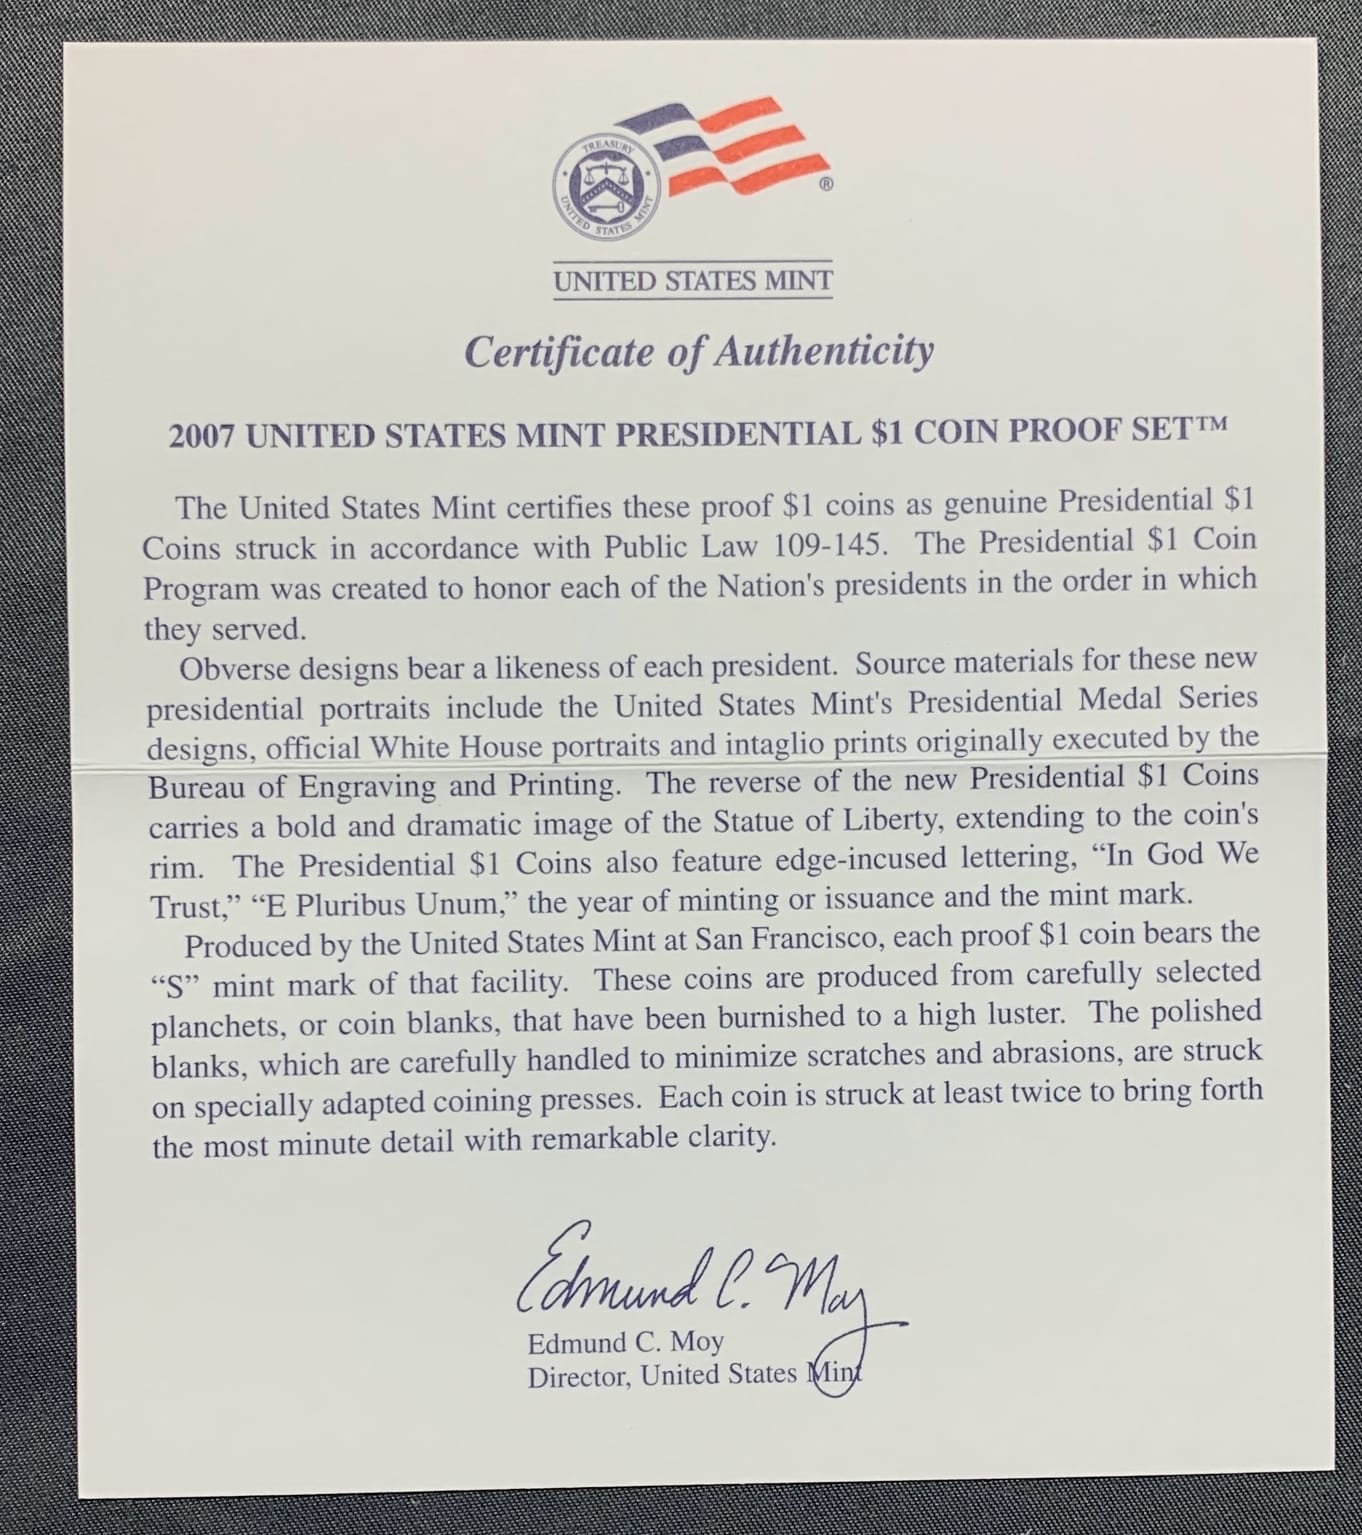 TREASURY
UNITED STATES MINT
®
UNITED STATES MINT
Certificate of Authenticity
2007 UNITED STATES MINT PRESIDENTIAL $1 COIN PROOF SET™
The United States Mint certifies these proof $1 coins as genuine Presidential $1
Coins struck in accordance with Public Law 109-145. The Presidential $1 Coin
Program was created to honor each of the Nation's presidents in the order in which
they served.
Obverse designs bear a likeness of each president. Source materials for these new
presidential portraits include the United States Mint's Presidential Medal Series
designs, official White House portraits and intaglio prints originally executed by the
Bureau of Engraving and Printing. The reverse of the new Presidential $1 Coins
carries a bold and dramatic image of the Statue of Liberty, extending to the coin's
rim. The Presidential $1 Coins also feature edge-incused lettering, “In God We
Trust,” “E Pluribus Unum,” the year of minting or issuance and the mint mark.
Produced by the United States Mint at San Francisco, each proof $1 coin bears the
“S” mint mark of that facility. These coins are produced from carefully selected
planchets, or coin blanks, that have been burnished to a high luster. The polished
blanks, which are carefully handled to minimize scratches and abrasions, are struck
on specially adapted coining presses. Each coin is struck at least twice to bring forth
the most minute detail with remarkable clarity.
Edmund C. Moy
Edmund C. Moy
Director, United States Mint